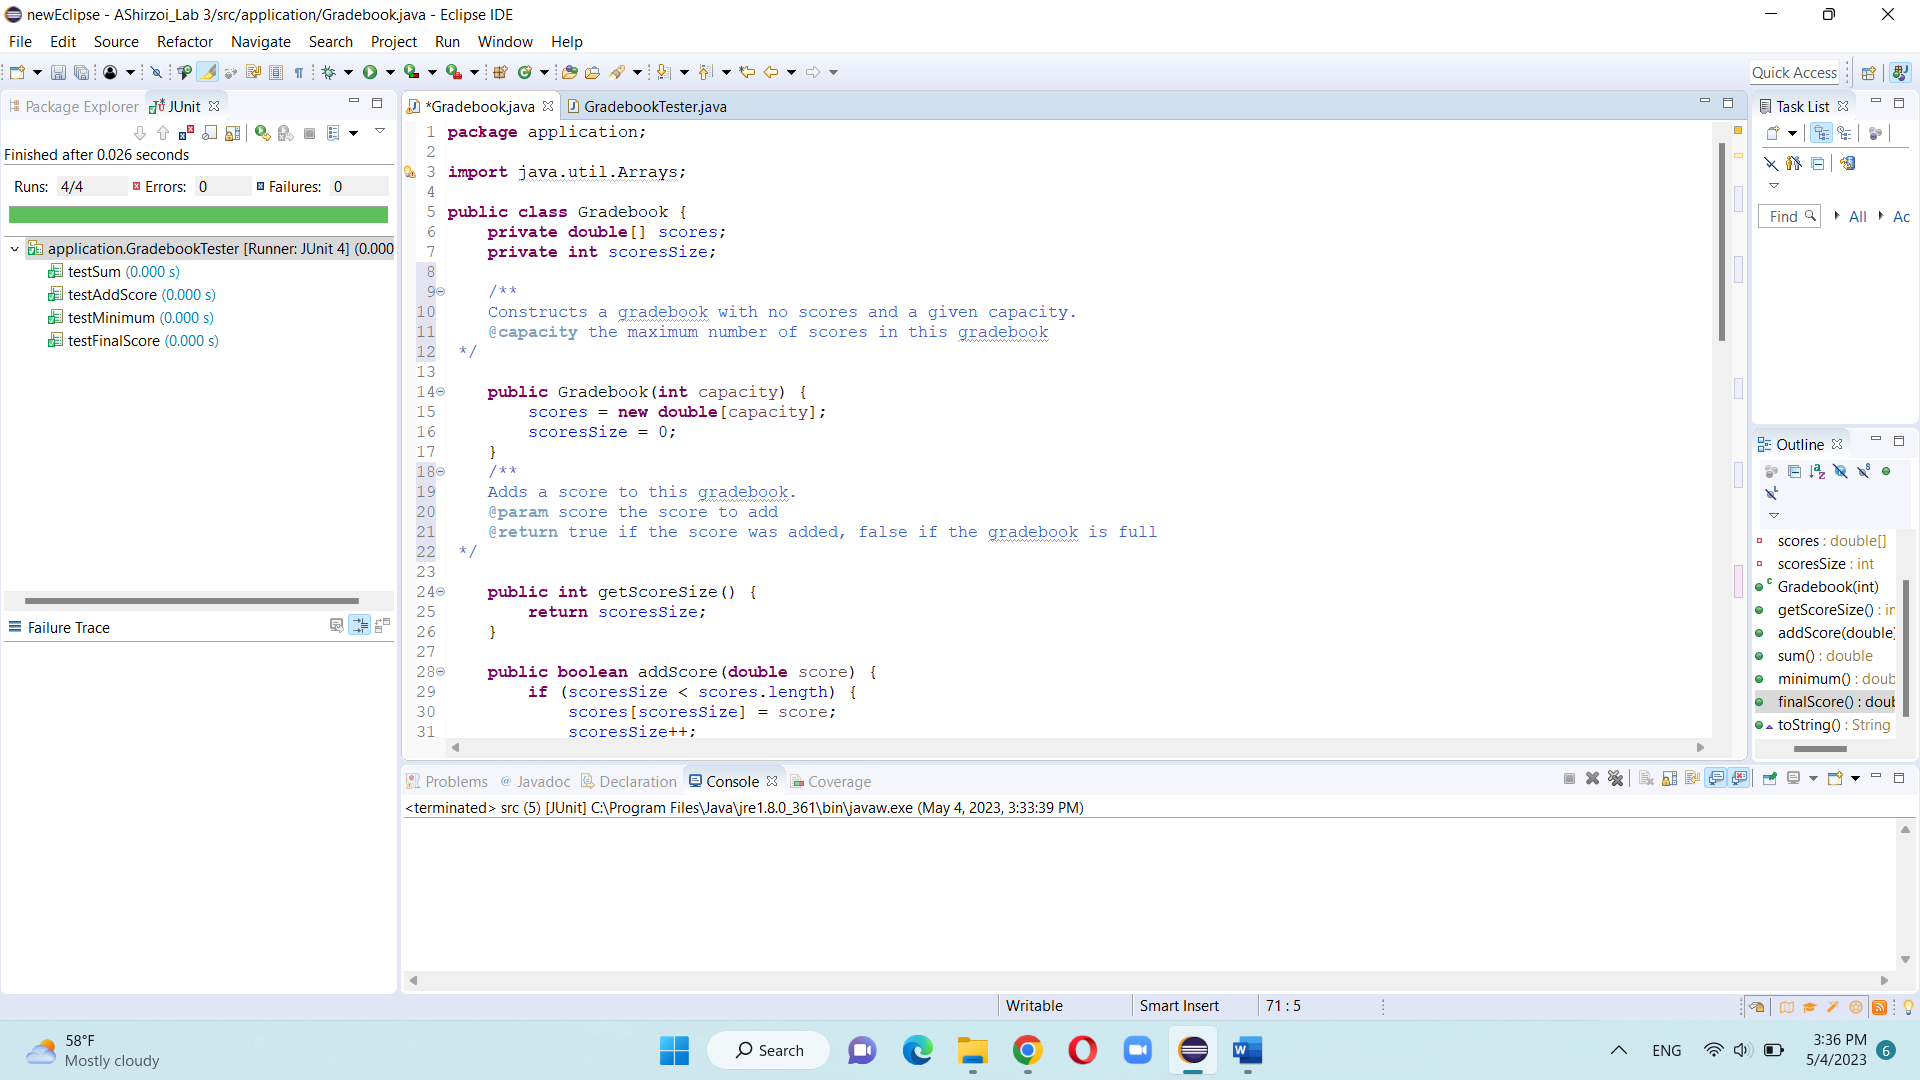 newEclipse - AShirzoi_Lab 3/src/application/Gradebook.java - Eclipse IDE
File Edit Source Refactor Navigate Search Project Run Window Help
Quick Access
Package Explorer JUnit
Finished after 0.026 seconds
Runs: 4/4 Errors: 0 Failures: 0
application.GradebookTester [Runner: JUnit 4] (0.000
testSum (0.000 s)
testAddScore (0.000 s)
testMinimum (0.000 s)
testFinalScore (0.000 s)
Failure Trace
*Gradebook.java GradebookTester.java
1 package application;
2
3 import java.util.Arrays;
4
5 public class Gradebook {
6 private double[] scores;
7 private int scoresSize;
8
9 /**
10 Constructs a gradebook with no scores and a given capacity.
11 @capacity the maximum number of scores in this gradebook
12 */
13
14 public Gradebook(int capacity) {
15 scores = new double[capacity];
16 scoresSize = 0;
17 }
18 /**
19 Adds a score to this gradebook.
20 @param score the score to add
21 @return true if the score was added, false if the gradebook is full
22 */
23
24 public int getScoreSize() {
25 return scoresSize;
26 }
27
28 public boolean addScore(double score) {
29 if (scoresSize < scores.length) {
30 scores[scoresSize] = score;
31 scoresSize++;
Task List
Find All Ac
Outline
scores : double[]
scoresSize : int
Gradebook(int)
getScoreSize() : in
addScore(double)
sum() : double
minimum() : doub
finalScore() : doub
toString() : String
Problems @ Javadoc Declaration Console Coverage
<terminated> src (5) [JUnit] C:\Program Files\Java\jre1.8.0_361\bin\javaw.exe (May 4, 2023, 3:33:39 PM)
Writable Smart Insert 71 : 5
58°F
Mostly cloudy
Search
ENG
3:36 PM
5/4/2023
6